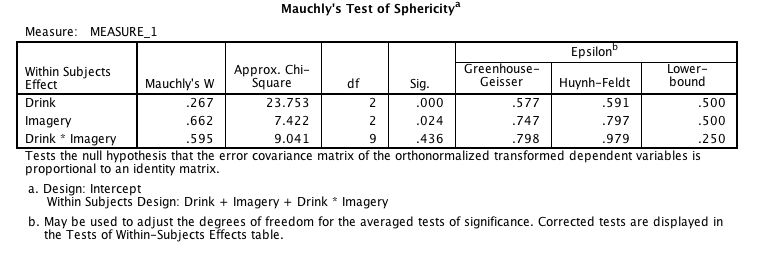 Mauchly's Test of Sphericity^a
Measure: MEASURE_1
Within Subjects Effect Mauchly's W Approx. Chi-Square df Sig. Epsilon^b
Greenhouse-Geisser Huynh-Feldt Lower-bound
Drink .267 23.753 2 .000 .577 .591 .500
Imagery .662 7.422 2 .024 .747 .797 .500
Drink * Imagery .595 9.041 9 .436 .798 .979 .250
Tests the null hypothesis that the error covariance matrix of the orthonormalized transformed dependent variables is
proportional to an identity matrix.
a. Design: Intercept
Within Subjects Design: Drink + Imagery + Drink * Imagery
b. May be used to adjust the degrees of freedom for the averaged tests of significance. Corrected tests are displayed in
the Tests of Within-Subjects Effects table.